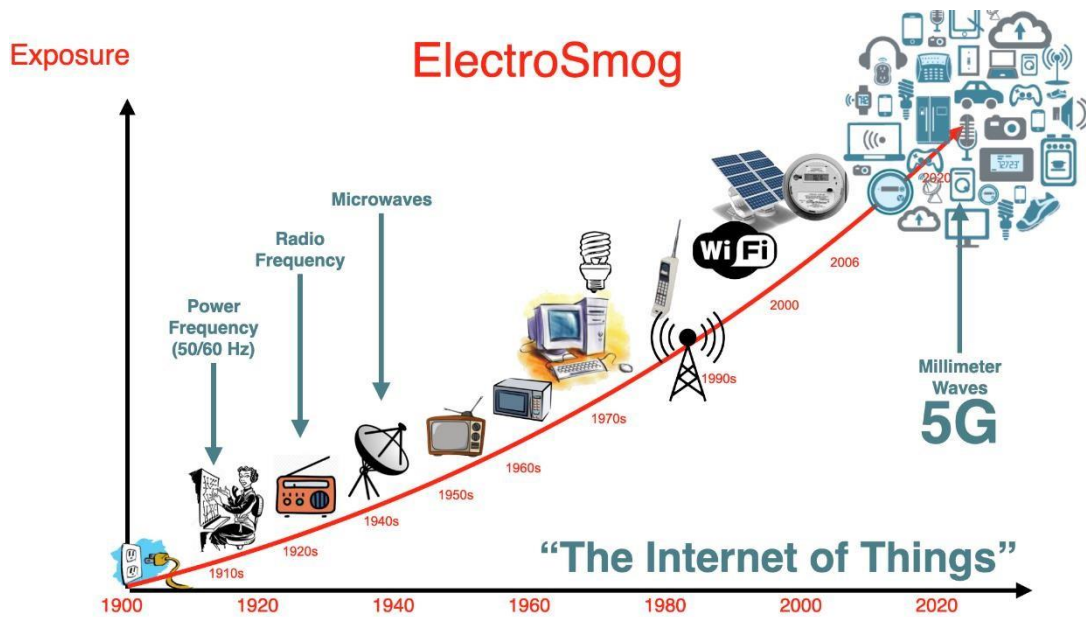 Exposure
ElectroSmog
Microwaves
Radio
Frequency
Power
Frequency
(50/60 Hz)
WiFi
2020
2006
2000
1990s
1970s
1960s
1950s
1940s
1920s
1910s
Millimeter
Waves
5G
“The Internet of Things”
1900 1920 1940 1960 1980 2000 2020